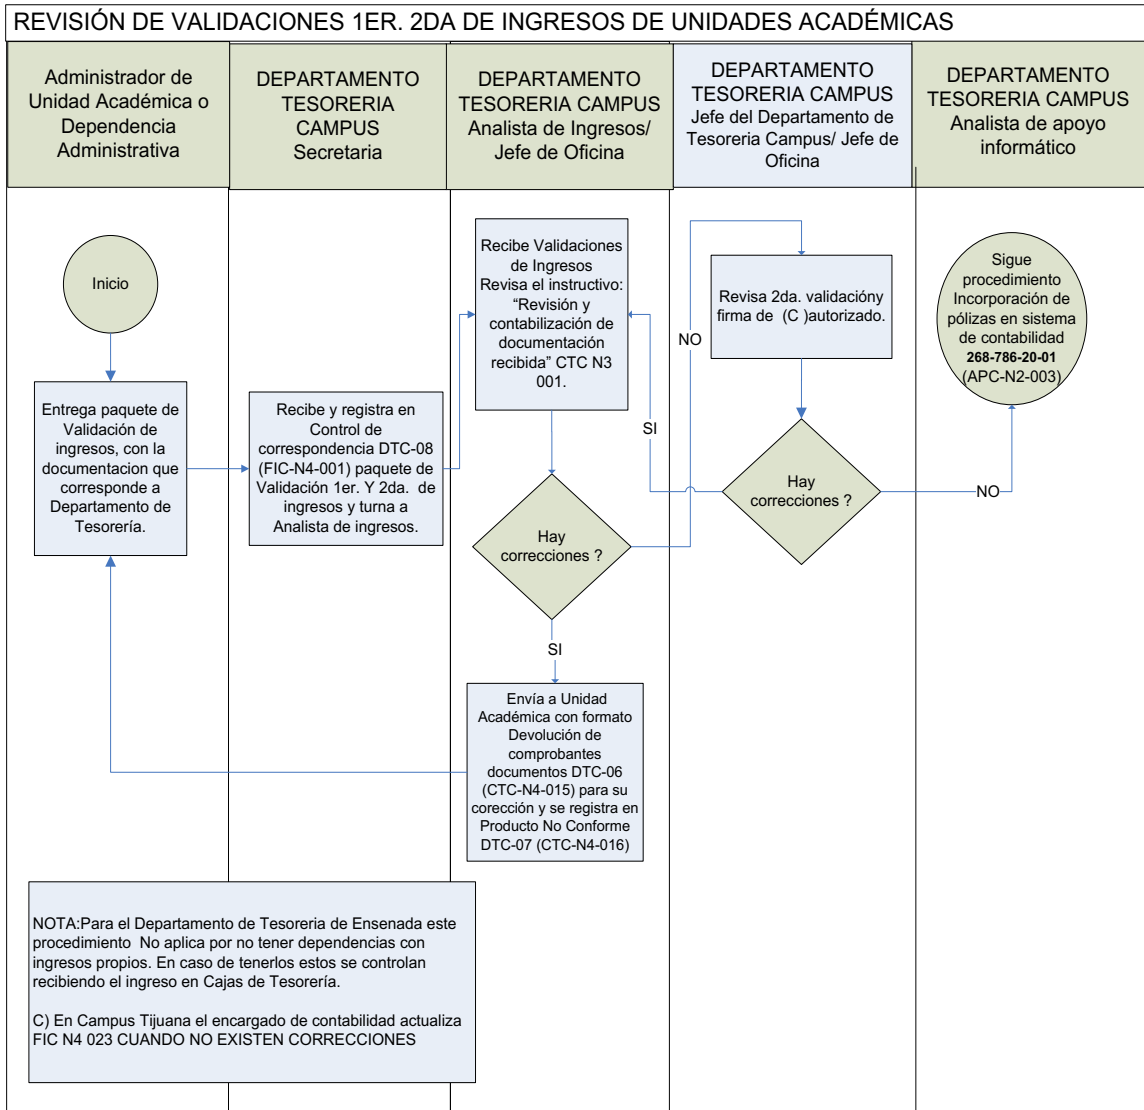 REVISIÓN DE VALIDACIONES 1ER. 2DA DE INGRESOS DE UNIDADES ACADÉMICAS
Administrador de
Unidad Académica o
Dependencia
Administrativa
DEPARTAMENTO
TESORERIA
CAMPUS
Secretaria
DEPARTAMENTO
TESORERIA CAMPUS
Analista de Ingresos/
Jefe de Oficina
DEPARTAMENTO
TESORERIA CAMPUS
Jefe del Departamento de
Tesoreria Campus/ Jefe de
Oficina
DEPARTAMENTO
TESORERIA CAMPUS
Analista de apoyo
informático
Inicio
Entrega paquete de
Validación de
ingresos, con la
documentacion que
corresponde a
Departamento de
Tesorería.
Recibe y registra en
Control de
correspondencia DTC-08
(FIC-N4-001) paquete de
Validación 1er. Y 2da. de
ingresos y turna a
Analista de ingresos.
Recibe Validaciones
de Ingresos
Revisa el instructivo:
“Revisión y
contabilización de
documentación
recibida” CTC N3
001.
Hay
correcciones ?
SI
Envía a Unidad
Académica con formato
Devolución de
comprobantes
documentos DTC-06
(CTC-N4-015) para su
corección y se registra en
Producto No Conforme
DTC-07 (CTC-N4-016)
NO
Revisa 2da. validacióny
firma de (C )autorizado.
Hay
correcciones ?
SI
NO
Sigue
procedimiento
Incorporación de
pólizas en sistema
de contabilidad
268-786-20-01
(APC-N2-003)
NOTA:Para el Departamento de Tesoreria de Ensenada este
procedimiento No aplica por no tener dependencias con
ingresos propios. En caso de tenerlos estos se controlan
recibiendo el ingreso en Cajas de Tesorería.
C) En Campus Tijuana el encargado de contabilidad actualiza
FIC N4 023 CUANDO NO EXISTEN CORRECCIONES